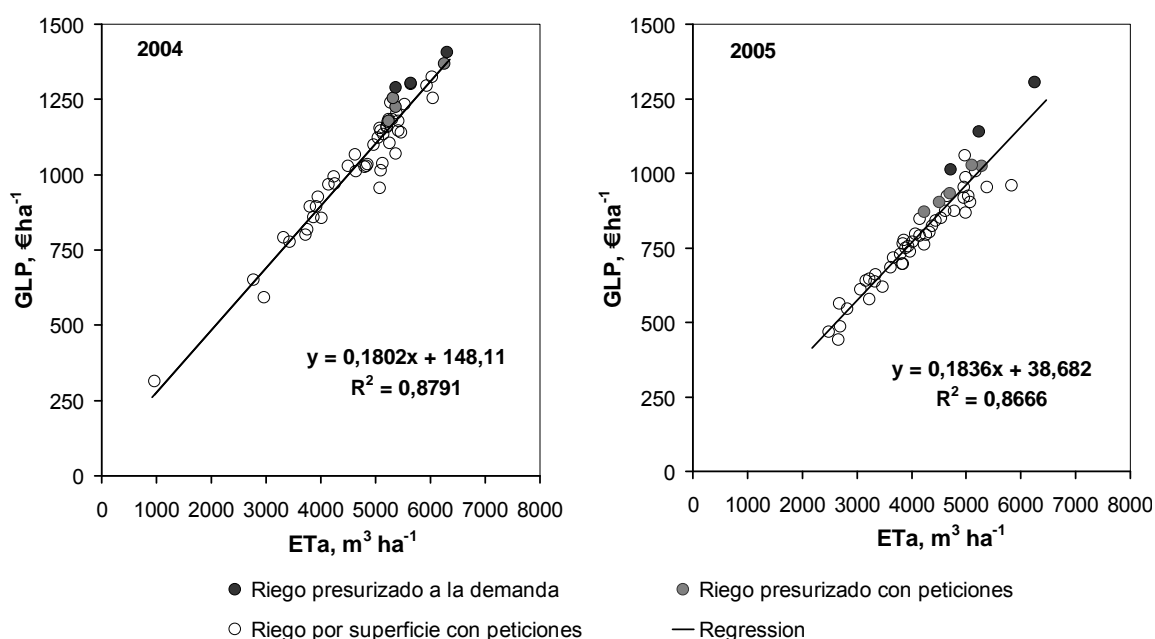 1500
1250
1000
750
500
250
0
GLP, €ha⁻¹
2004
y = 0,1802x + 148,11
R² = 0,8791
0 1000 2000 3000 4000 5000 6000 7000 8000
ETa, m³ ha⁻¹
1500
1250
1000
750
500
250
0
GLP, €ha⁻¹
2005
y = 0,1836x + 38,682
R² = 0,8666
0 1000 2000 3000 4000 5000 6000 7000 8000
ETa, m³ ha⁻¹
Riego presurizado a la demanda
Riego presurizado con peticiones
Riego por superficie con peticiones
Regression